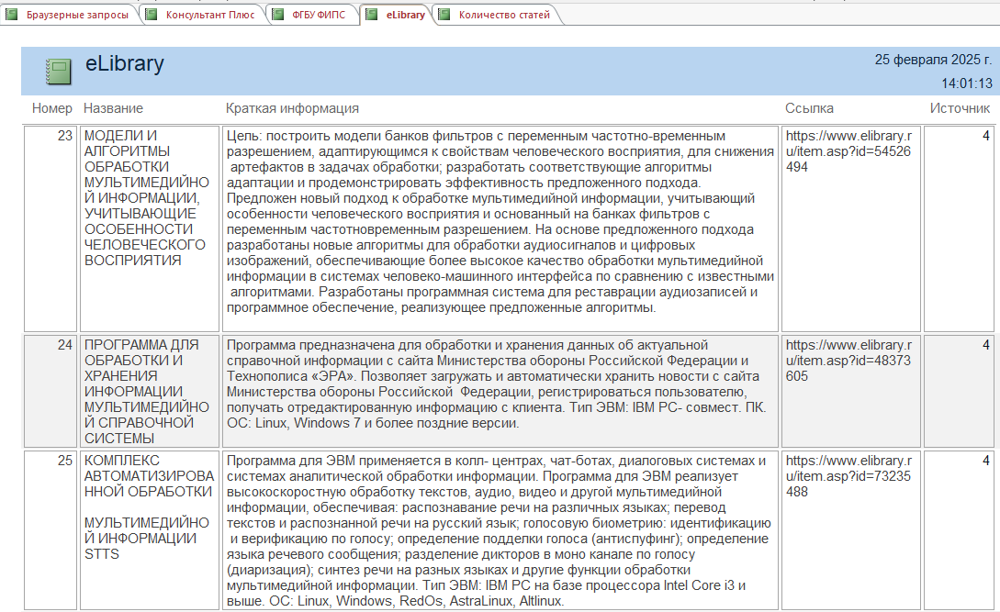 Браузерные запросы
Консультант Плюс
ФГБУ ФИПС
eLibrary
Количество статей
eLibrary
25 февраля 2025 г.
14:01:13
Номер
Название
Краткая информация
Ссылка
Источник
23
МОДЕЛИ И
АЛГОРИТМЫ
ОБРАБОТКИ
МУЛЬТИМЕДИЙНО
Й ИНФОРМАЦИИ,
УЧИТЫВАЮЩИЕ
ОСОБЕННОСТИ
ЧЕЛОВЕЧЕСКОГО
ВОСПРИЯТИЯ
Цель: построить модели банков фильтров с переменным частотно-временным
разрешением, адаптирующимся к свойствам человеческого восприятия, для снижения
артефактов в задачах обработки; разработать соответствующие алгоритмы
адаптации и продемонстрировать эффективность предложенного подхода.
Предложен новый подход к обработке мультимедийной информации, учитывающий
особенности человеческого восприятия и основанный на банках фильтров с
переменным частотновременным разрешением. На основе предложенного подхода
разработаны новые алгоритмы для обработки аудиосигналов и цифровых
изображений, обеспечивающие более высокое качество обработки мультимедийной
информации в системах человеко-машинного интерфейса по сравнению с известными
алгоритмами. Разработаны программная система для реставрации аудиозаписей и
программное обеспечение, реализующее предложенные алгоритмы.
https://www.elibrary.r
u/item.asp?id=54526
494
4
24
ПРОГРАММА ДЛЯ
ОБРАБОТКИ И
ХРАНЕНИЯ
ИНФОРМАЦИИ
МУЛЬТИМЕДИЙНО
Й СПРАВОЧНОЙ
СИСТЕМЫ
Программа предназначена для обработки и хранения данных об актуальной
справочной информации с сайта Министерства обороны Российской Федерации и
Технополиса «ЭРА». Позволяет загружать и автоматически хранить новости с сайта
Министерства обороны Российской  Федерации, регистрироваться пользователю,
получать отредактированную информацию с клиента. Тип ЭВМ: IBM PC- совмест. ПК.
ОС: Linux, Windows 7 и более поздние версии.
https://www.elibrary.r
u/item.asp?id=48373
605
4
25
КОМПЛЕКС
АВТОМАТИЗИРОВА
ННОЙ ОБРАБОТКИ
МУЛЬТИМЕДИЙНО
Й ИНФОРМАЦИИ
STTS
Программа для ЭВМ применяется в колл- центрах, чат-ботах, диалоговых системах и
системах аналитической обработки информации. Программа для ЭВМ реализует
высокоскоростную обработку текстов, аудио, видео и другой мультимедийной
информации, обеспечивая: распознавание речи на различных языках; перевод
текстов и распознанной речи на русский язык; голосовую биометрию: идентификацию
и верификацию по голосу; определение подделки голоса (антиспуфинг); определение
языка речевого сообщения; разделение дикторов в моно канале по голосу
(диаризация); синтез речи на разных языках и другие функции обработки
мультимедийной информации. Тип ЭВМ: IBM PC на базе процессора Intel Core i3 и
выше. ОС: Linux, Windows, RedOs, AstraLinux, Altlinux.
https://www.elibrary.r
u/item.asp?id=73235
488
4